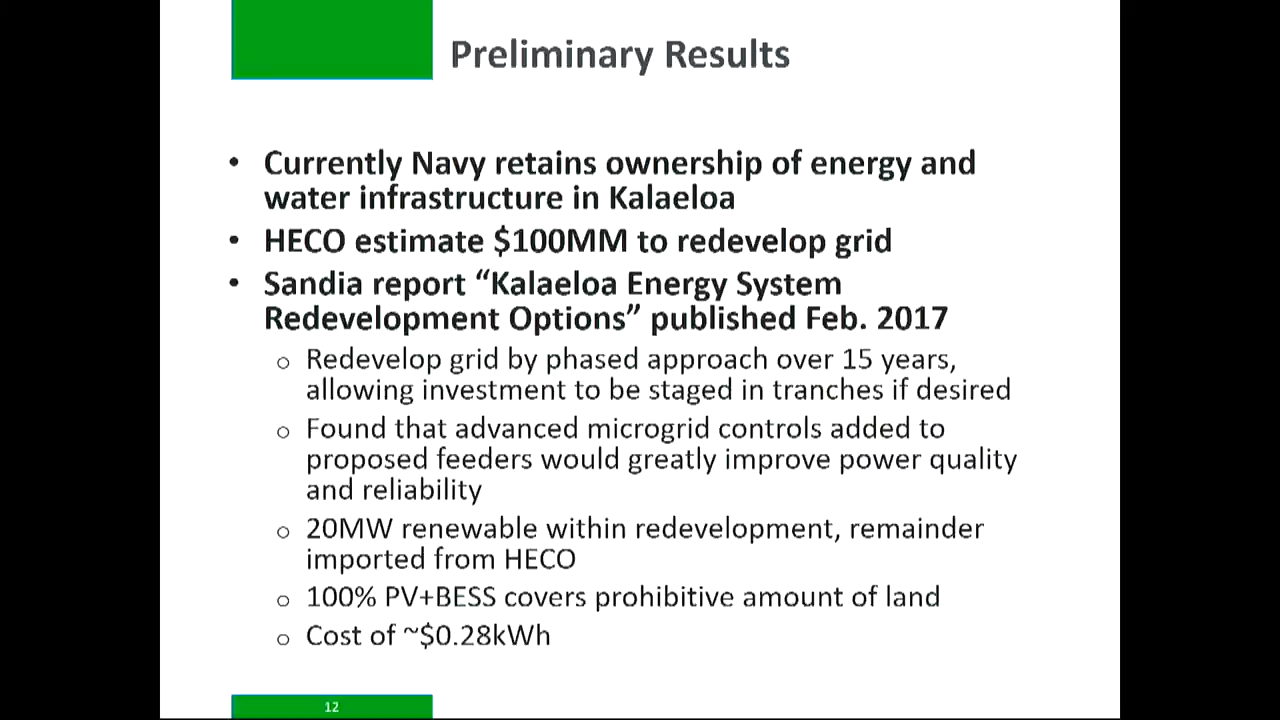 Preliminary Results
• Currently Navy retains ownership of energy and
water infrastructure in Kalaeloa
• HECO estimate $100MM to redevelop grid
• Sandia report “Kalaeloa Energy System
Redevelopment Options” published Feb. 2017
○ Redevelop grid by phased approach over 15 years,
allowing investment to be staged in tranches if desired
○ Found that advanced microgrid controls added to
proposed feeders would greatly improve power quality
and reliability
○ 20MW renewable within redevelopment, remainder
imported from HECO
○ 100% PV+BESS covers prohibitive amount of land
○ Cost of ~$0.28kWh
12